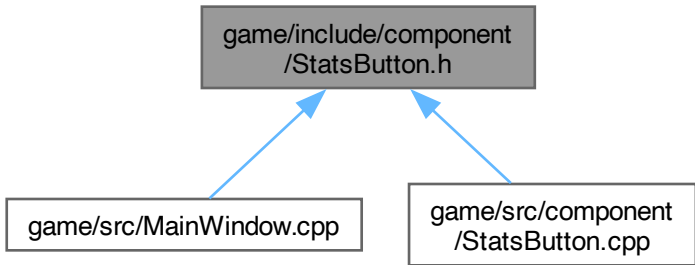 game/include/component
/StatsButton.h
game/src/MainWindow.cpp
game/src/component
/StatsButton.cpp